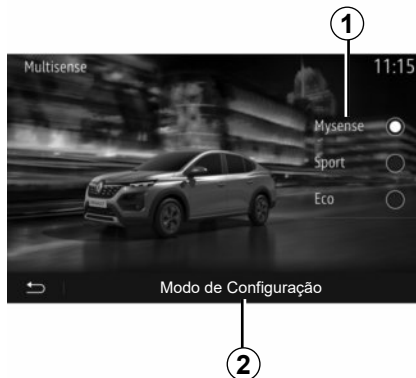 1
Multisense 11:15
Mysense
Sport
Eco
Modo de Configuração
2